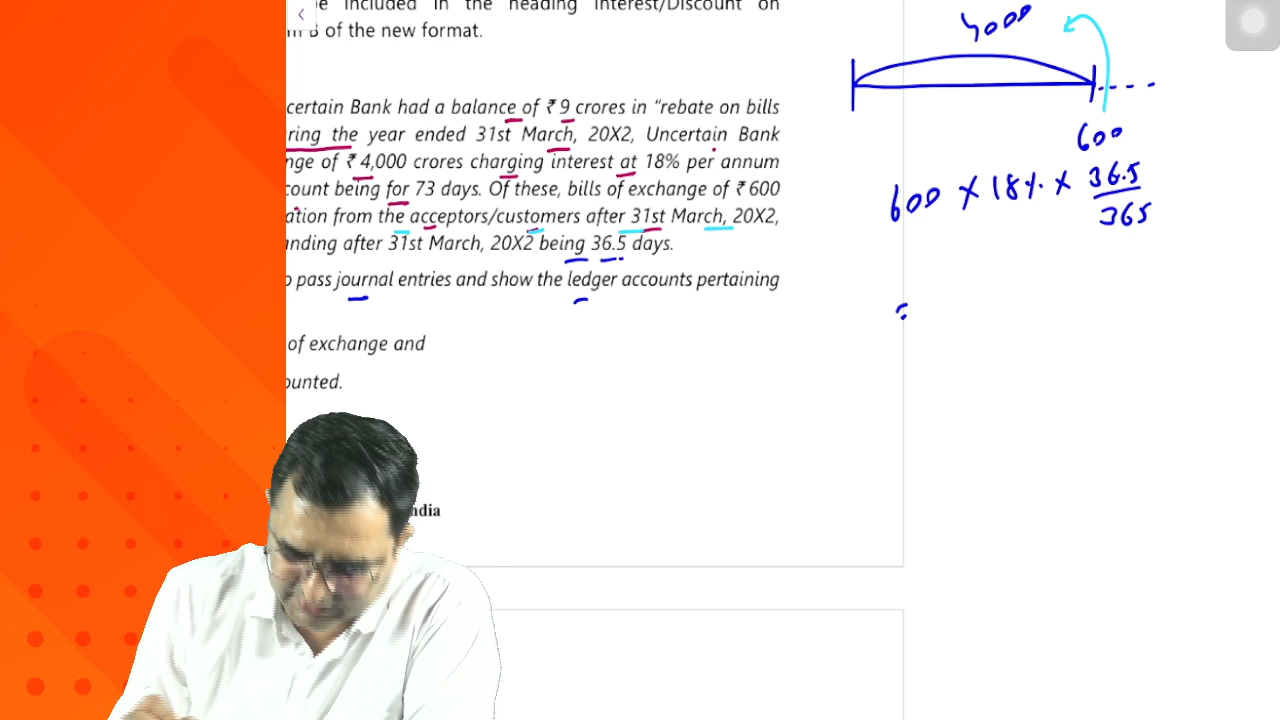 be included in the heading Interest/Discount on
m B of the new format.
certain Bank had a balance of ₹ 9 crores in “rebate on bills
ring the year ended 31st March, 20X2, Uncertain Bank
nge of ₹ 4,000 crores charging interest at 18% per annum
count being for 73 days. Of these, bills of exchange of ₹ 600
ation from the acceptors/customers after 31st March, 20X2,
nding after 31st March, 20X2 being 36.5 days.
o pass journal entries and show the ledger accounts pertaining
of exchange and
ounted.
ndia
4000
600
600 × 18% × 36.5
365
=